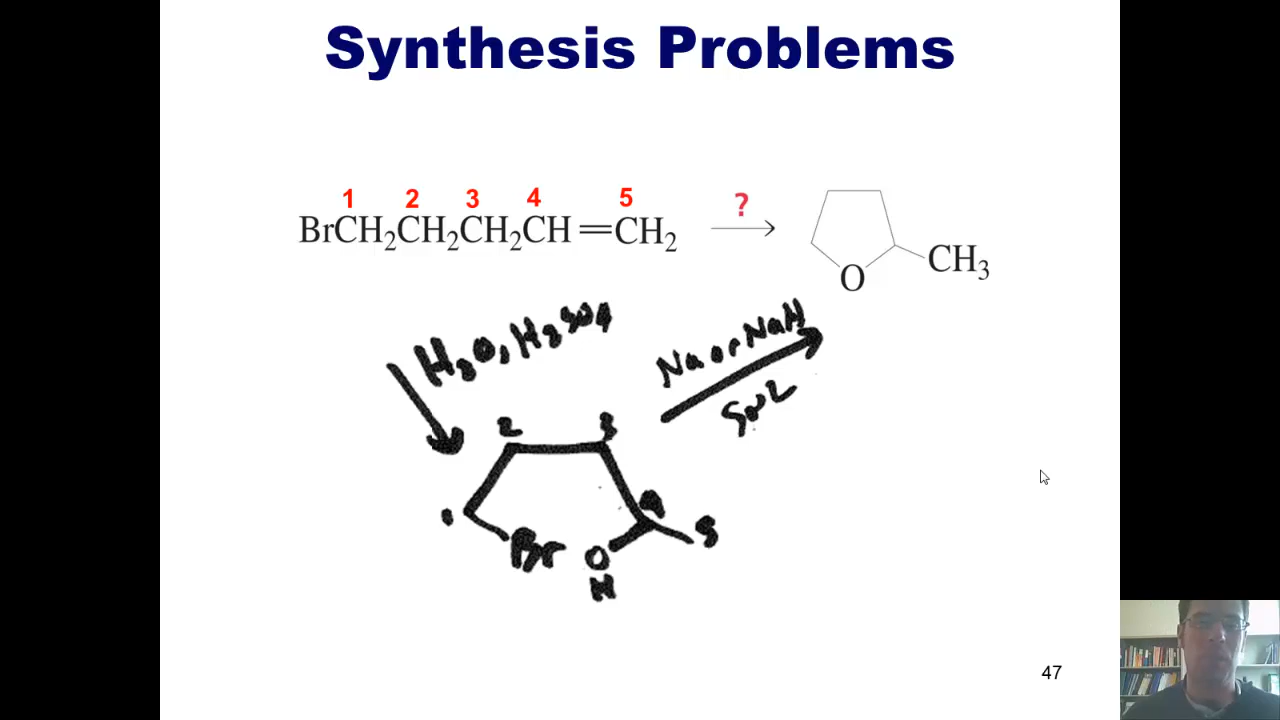 Synthesis Problems
1 2 3 4 5
BrCH₂CH₂CH₂CH=CH₂
?
O
CH₃
H₂O, H₂SO₄
Na or NaH
SN2
2 3
1 4 5
Br
O
H
47